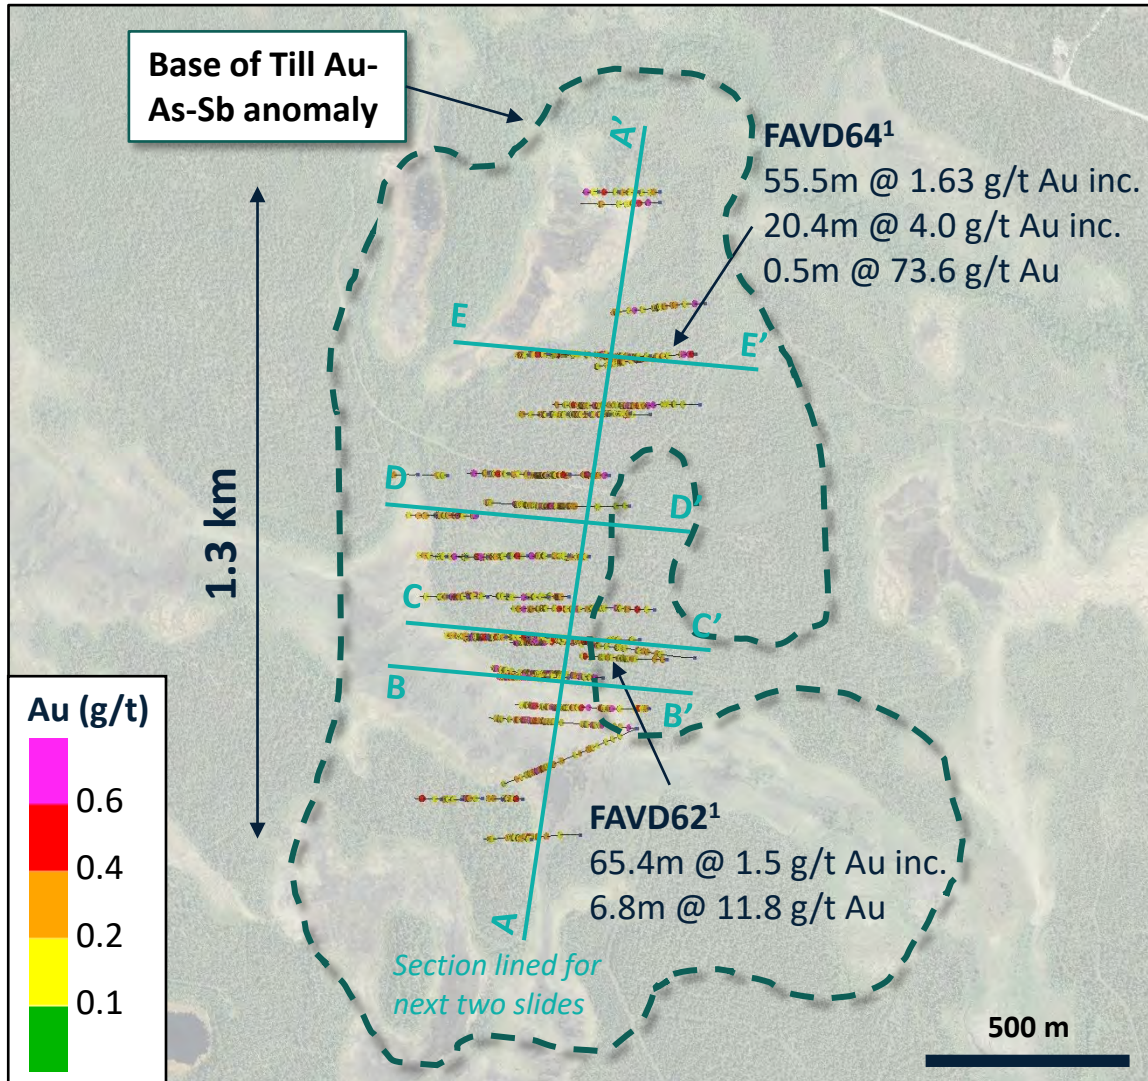 Base of Till Au-
As-Sb anomaly
A'
FAVD64¹
55.5m @ 1.63 g/t Au inc.
20.4m @ 4.0 g/t Au inc.
0.5m @ 73.6 g/t Au
E
E'
1.3 km
D
D'
C
C'
B
B'
Au (g/t)
0.6
0.4
0.2
0.1
FAVD62¹
65.4m @ 1.5 g/t Au inc.
6.8m @ 11.8 g/t Au
A
Section lined for
next two slides
500 m